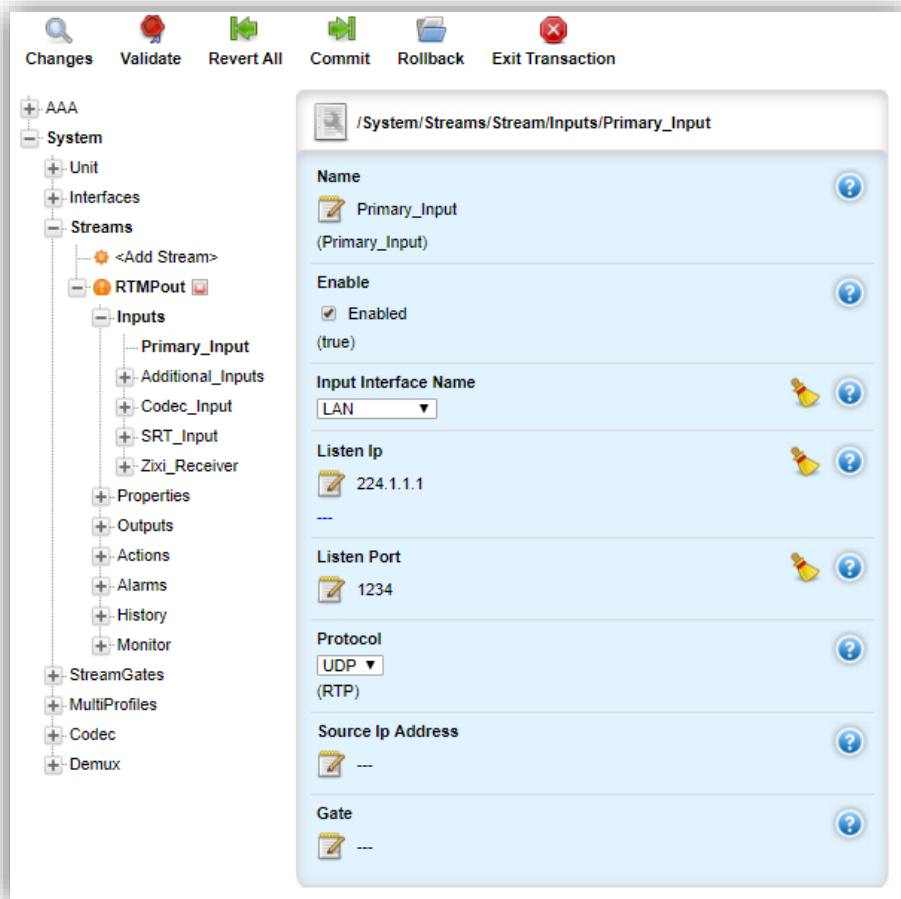 Changes Validate Revert All Commit Rollback Exit Transaction
AAA
System
Unit
Interfaces
Streams
<Add Stream>
RTMPout
Inputs
Primary_Input
Additional_Inputs
Codec_Input
SRT_Input
Zixi_Receiver
Properties
Outputs
Actions
Alarms
History
Monitor
StreamGates
MultiProfiles
Codec
Demux
/System/Streams/Stream/Inputs/Primary_Input
Name
Primary_Input
(Primary_Input)
Enable
Enabled
(true)
Input Interface Name
LAN
Listen Ip
224.1.1.1
---
Listen Port
1234
Protocol
UDP
(RTP)
Source Ip Address
---
Gate
---